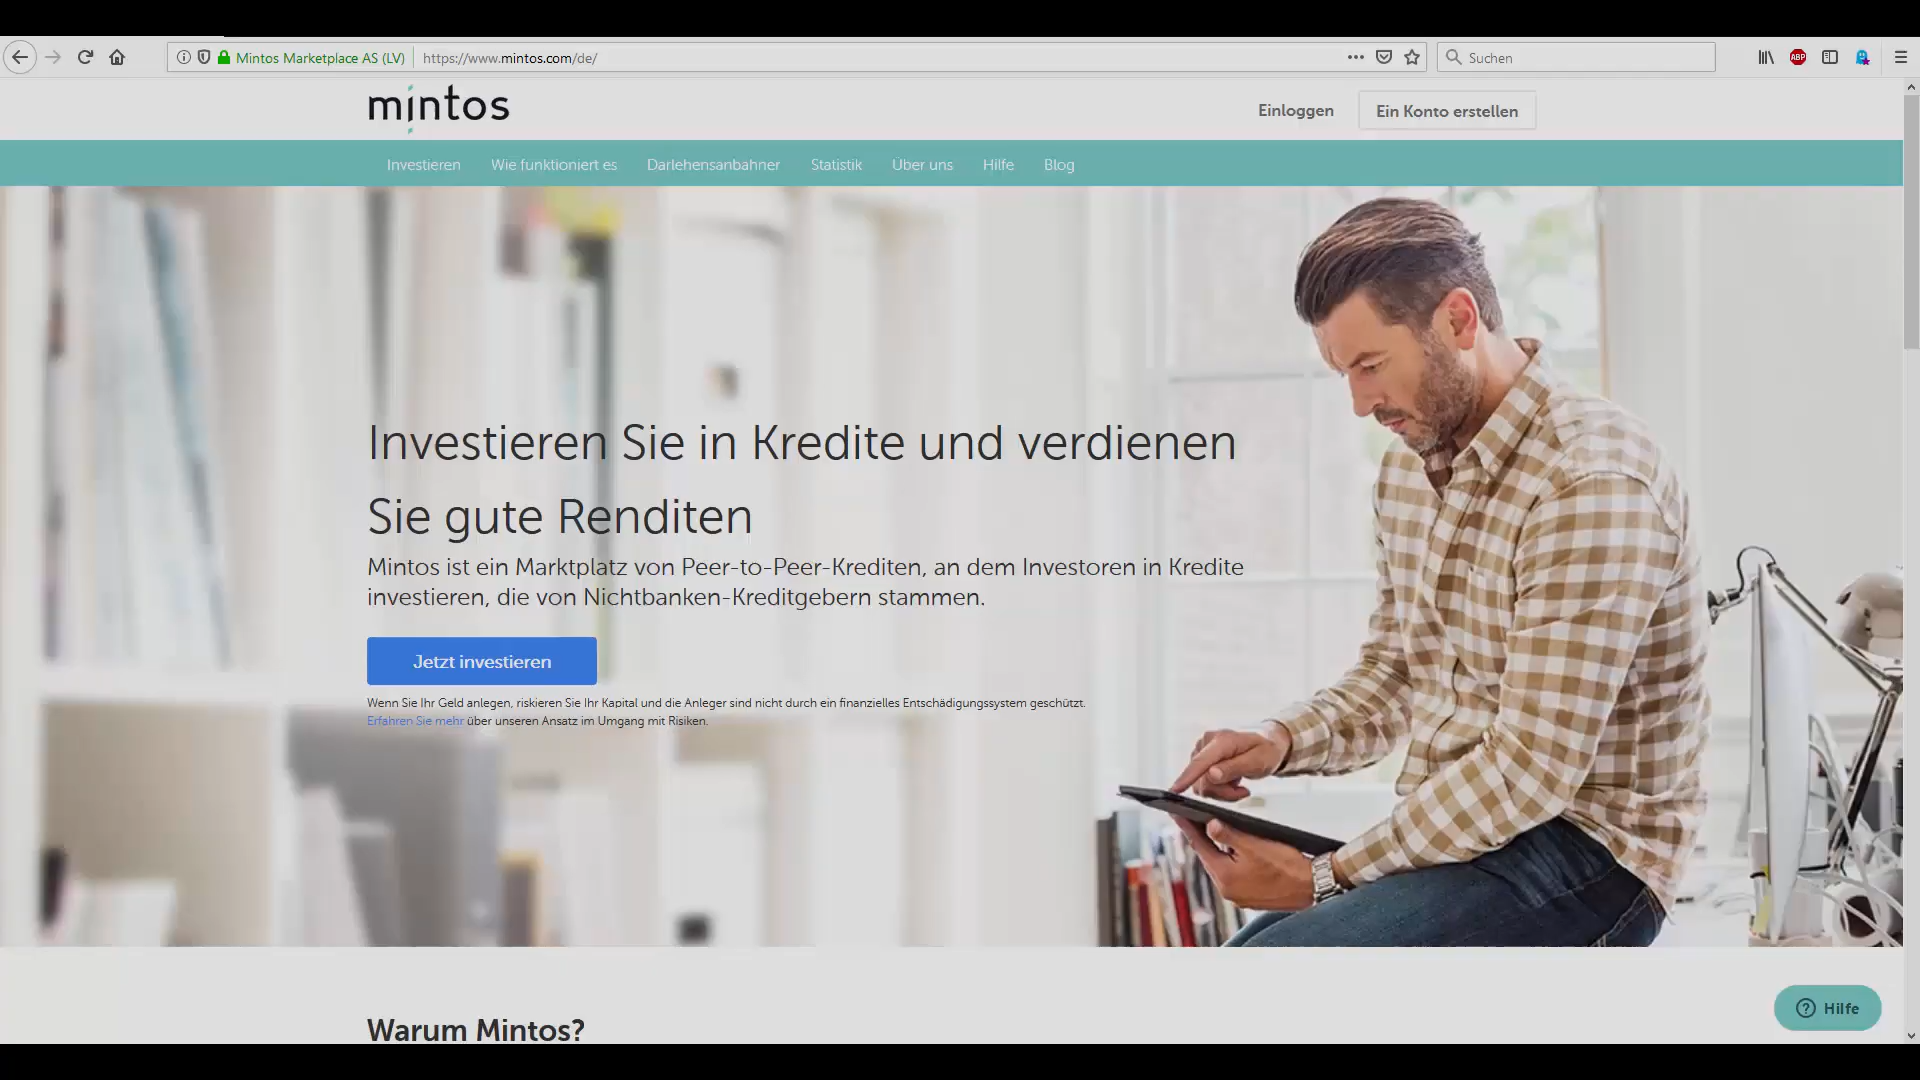 Mintos Marketplace AS (LV)
https://www.mintos.com/de/
Suchen
ABP
mintos
Einloggen
Ein Konto erstellen
Investieren
Wie funktioniert es
Darlehensanbahner
Statistik
Über uns
Hilfe
Blog
Investieren Sie in Kredite und verdienen
Sie gute Renditen
Mintos ist ein Marktplatz von Peer-to-Peer-Krediten, an dem Investoren in Kredite
investieren, die von Nichtbanken-Kreditgebern stammen.
Jetzt investieren
Wenn Sie Ihr Geld anlegen, riskieren Sie Ihr Kapital und die Anleger sind nicht durch ein finanzielles Entschädigungssystem geschützt.
Erfahren Sie mehr über unseren Ansatz im Umgang mit Risiken.
Warum Mintos?
Hilfe